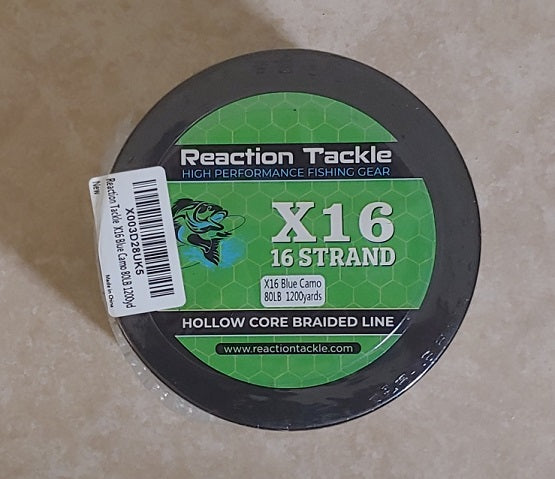 Reaction Tackle
HIGH PERFORMANCE FISHING GEAR
X16
16 STRAND
X16 Blue Camo
80LB 1200yards
HOLLOW CORE BRAIDED LINE
www.reactiontackle.com
X003D28UK5
Reaction Tackle X16 Blue Camo 80LB 1200yd
New
Made in China